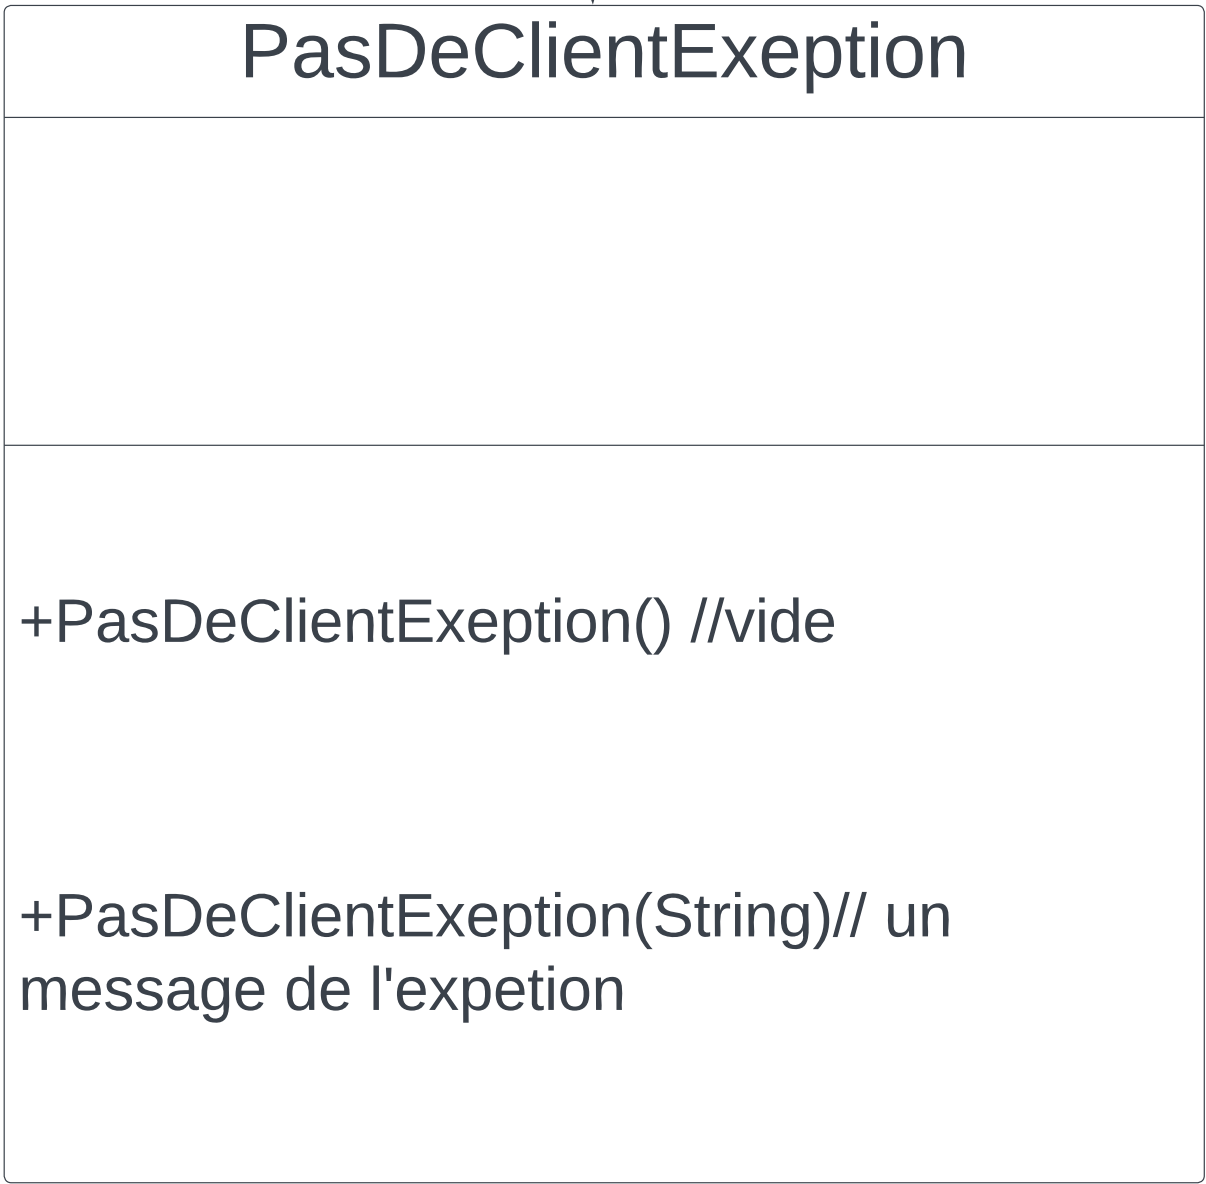 PasDeClientExeption
+PasDeClientExeption() //vide
+PasDeClientExeption(String)// un
message de l'expetion